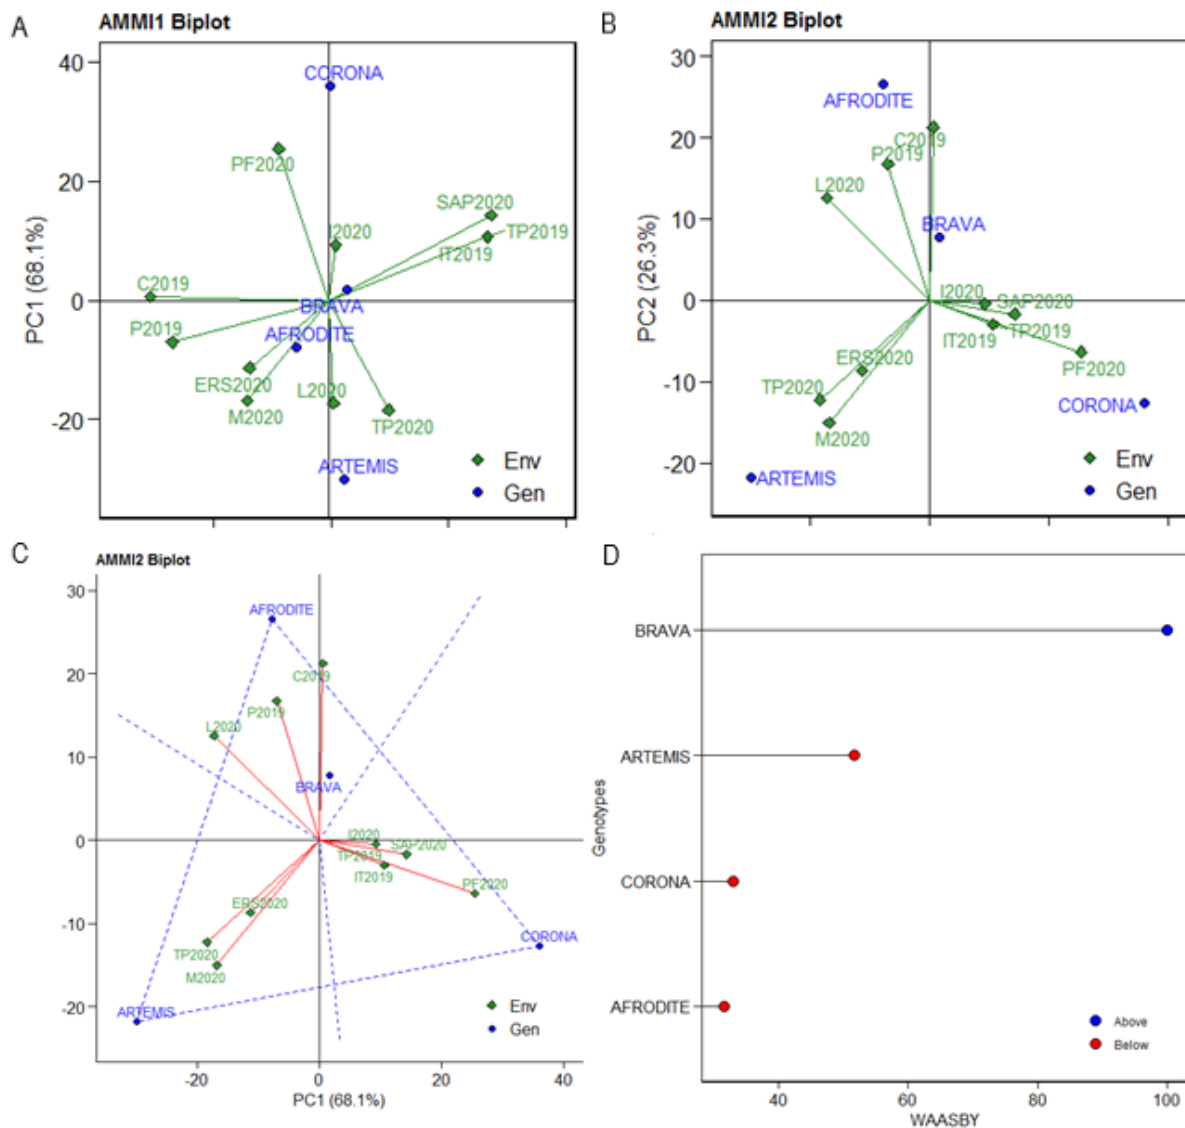 A
AMMI1 Biplot
40
20
0
-20
PC1 (68.1%)
CORONA
PF2020
SAP2020
I2020
TP2019
IT2019
C2019
BRAVA
P2019
AFRODITE
ERS2020
L2020
M2020
TP2020
ARTEMIS
Env
Gen
B
AMMI2 Biplot
30
20
10
0
-10
-20
PC2 (26.3%)
AFRODITE
C2019
P2019
L2020
BRAVA
I2020
SAP2020
TP2019
IT2019
ERS2020
PF2020
TP2020
CORONA
M2020
ARTEMIS
Env
Gen
C
AMMI2 Biplot
30
20
10
0
-10
-20
AFRODITE
C2019
P2019
L2020
BRAVA
I2020
SAP2020
TP2019
IT2019
PF2020
ERS2020
CORONA
TP2020
M2020
ARTEMIS
Env
Gen
-20
0
20
40
PC1 (68.1%)
D
BRAVA
ARTEMIS
CORONA
AFRODITE
Genotypes
Above
Below
40
60
80
100
WAASBY